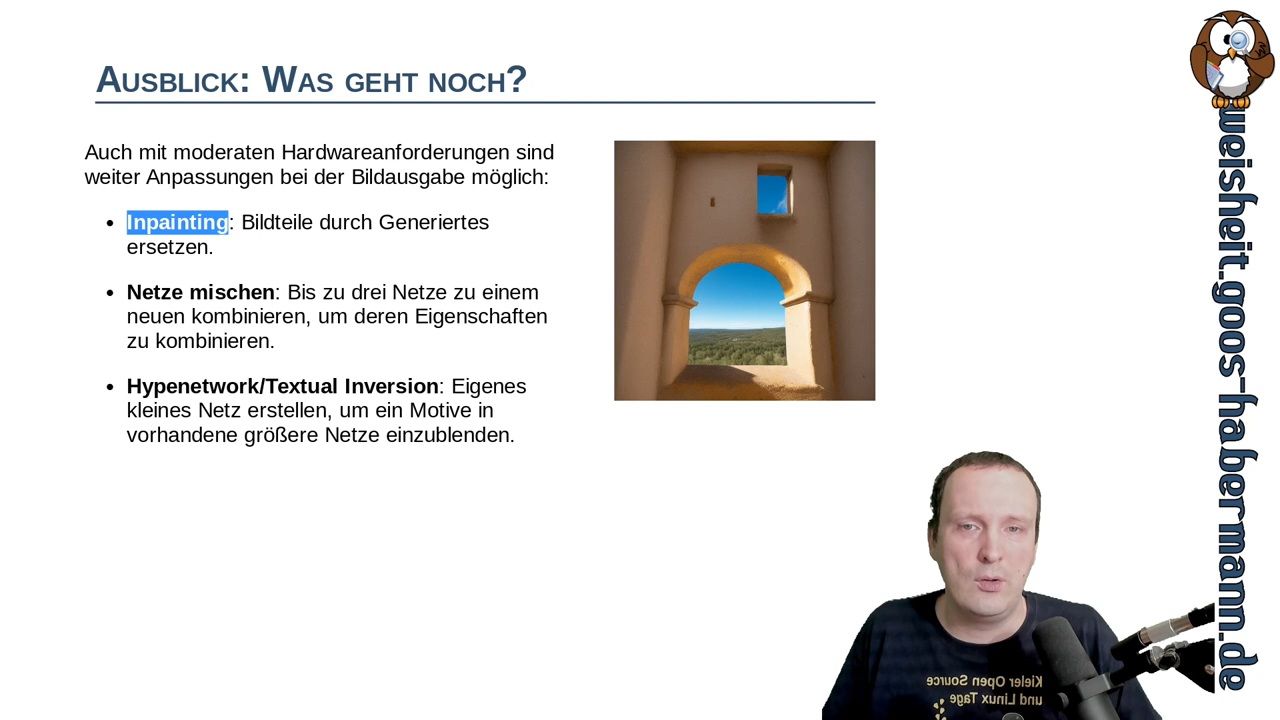 Ausblick: Was geht noch?
Auch mit moderaten Hardwareanforderungen sind
weiter Anpassungen bei der Bildausgabe möglich:
• Inpainting: Bildteile durch Generiertes
ersetzen.
• Netze mischen: Bis zu drei Netze zu einem
neuen kombinieren, um deren Eigenschaften
zu kombinieren.
• Hypenetwork/Textual Inversion: Eigenes
kleines Netz erstellen, um ein Motive in
vorhandene größere Netze einzublenden.
weisheit.goos-habermann.de
Kieler Open Source
und Linux Tage